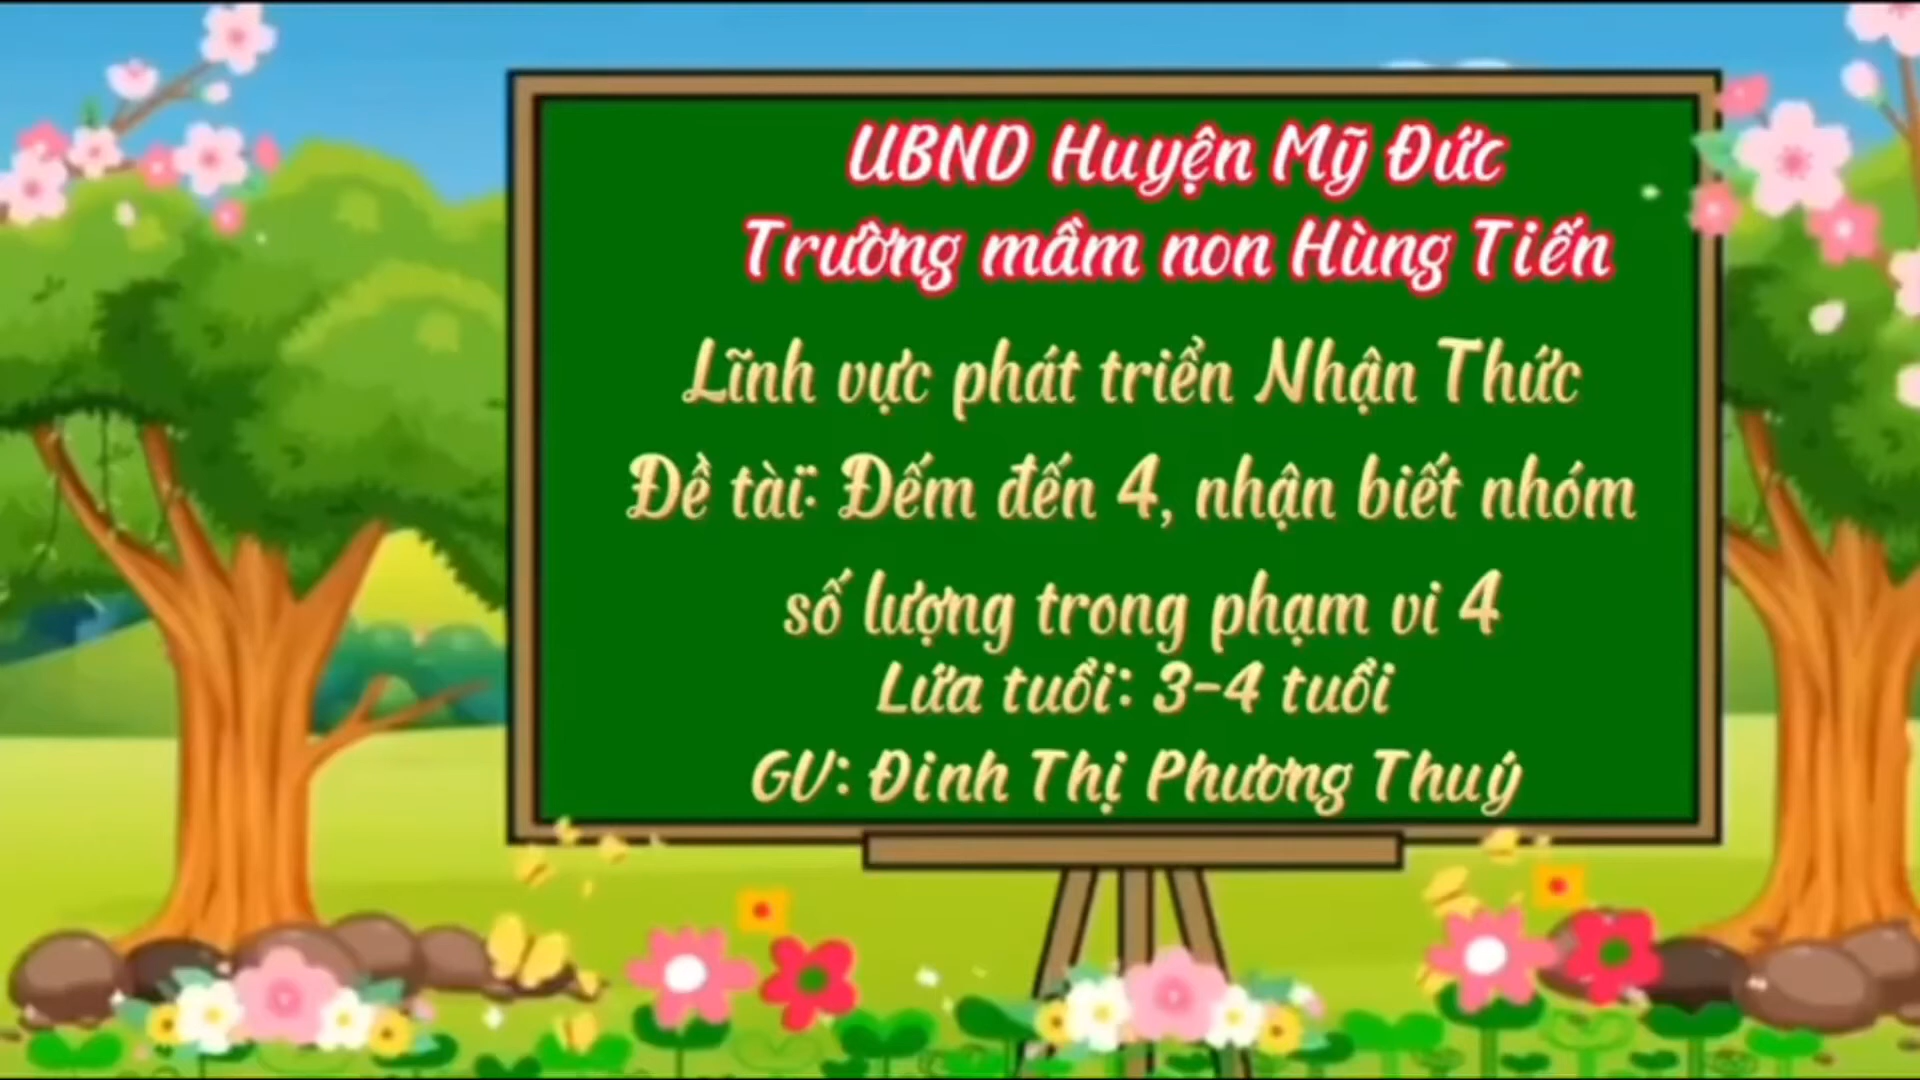 UBND Huyện Mỹ Đức
Trường mầm non Hùng Tiến
Lĩnh vực phát triển Nhận Thức
Đề tài: Đếm đến 4, nhận biết nhóm
số lượng trong phạm vi 4
Lứa tuổi: 3-4 tuổi
GV: Đinh Thị Phương Thuý